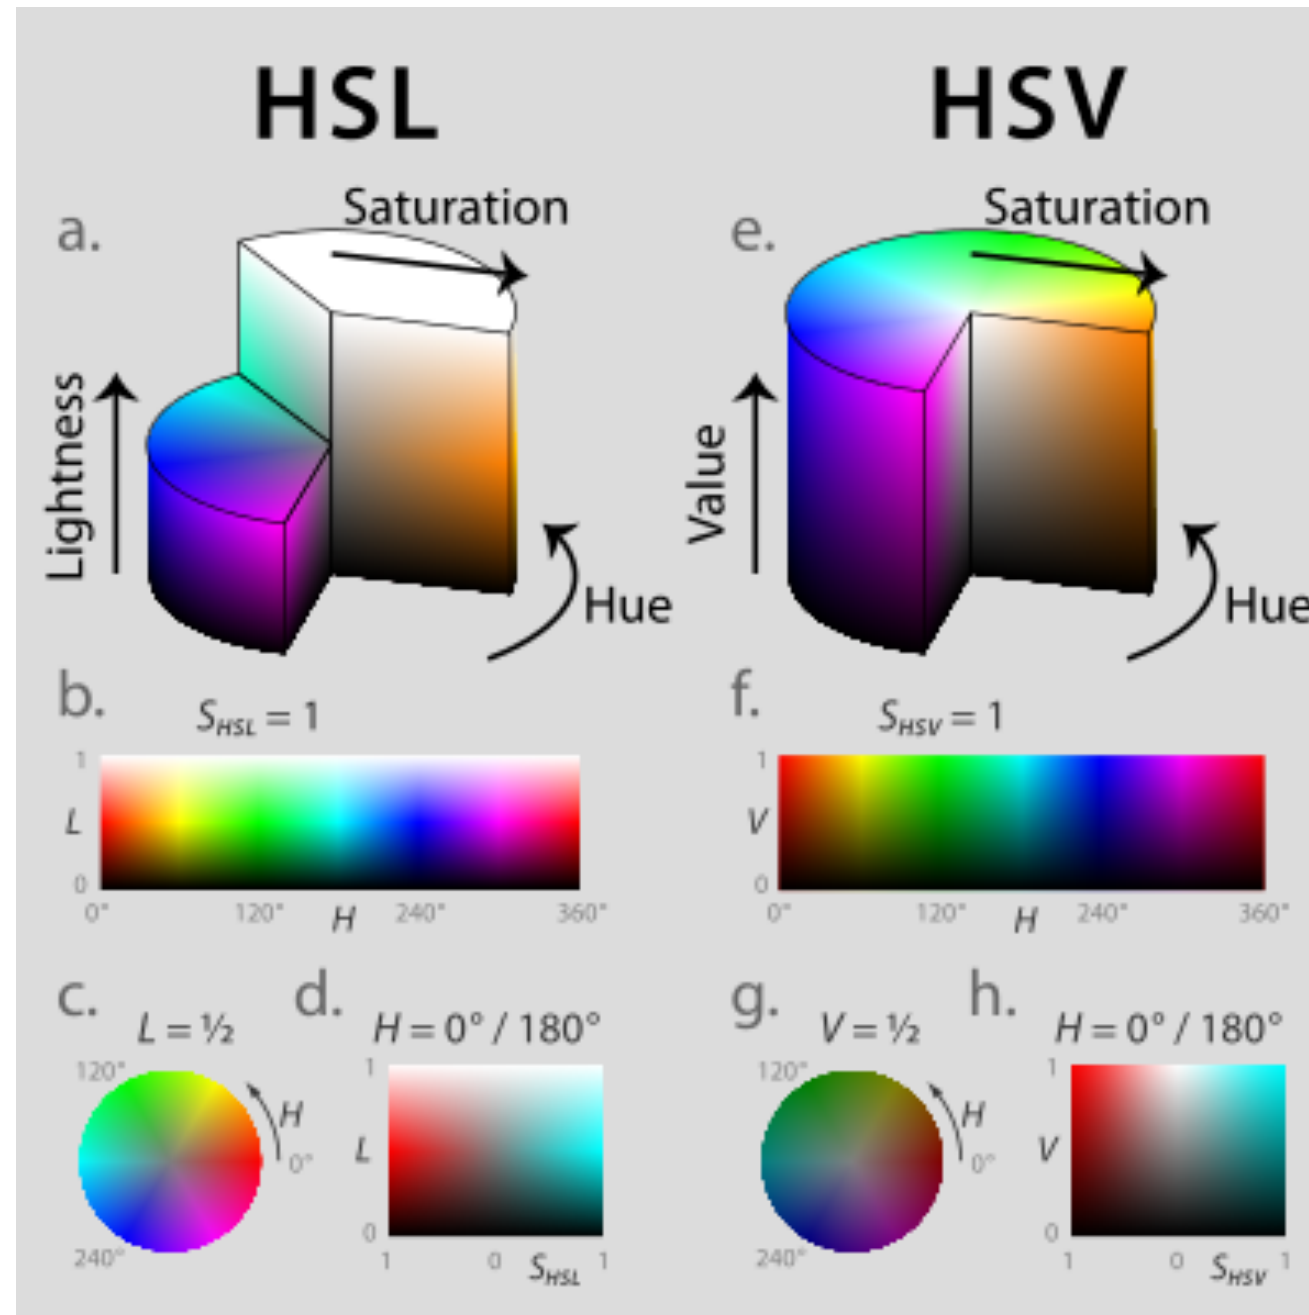 HSL
HSV
a.
Saturation
Lightness
Hue
e.
Saturation
Value
Hue
b.
S_HSL = 1
1
L
0
0°
120°
H
240°
360°
f.
S_HSV = 1
1
V
0
0°
120°
H
240°
360°
c.
L = ½
120°
H
0°
240°
d.
H = 0° / 180°
1
L
0
1
0
S_HSL
1
g.
V = ½
120°
H
0°
240°
h.
H = 0° / 180°
1
V
0
1
0
S_HSV
1